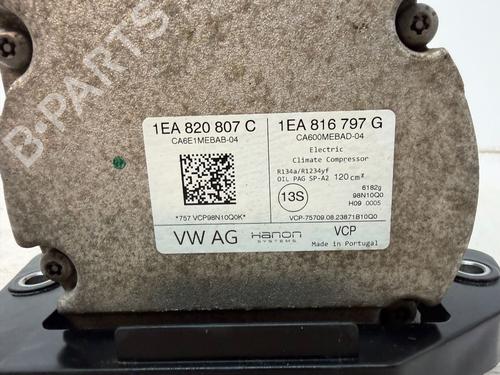 B-PARTS
1EA 820 807 C
CA6E1MEBAB-04
*757 VCP98N10Q0K*
VW AG
Hanon
SYSTEMS
1EA 816 797 G
CA600MEBAD-04
Electric
Climate Compressor
R134a/R1234yf
OIL PAG SP-A2 120 cm³
13S
6182g
98N10Q0
H09 0005
VCP-75709.08.23871B10Q0
VCP
Made in Portugal